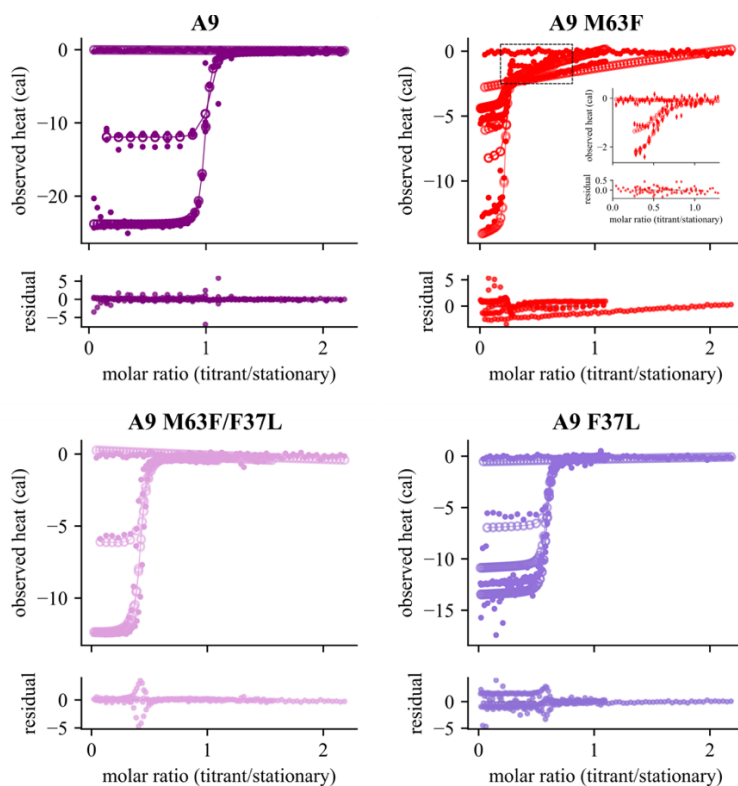 A9
A9 M63F
observed heat (cal)
0
−10
−20
residual
5
0
−5
0
1
2
molar ratio (titrant/stationary)
observed heat (cal)
0
−5
−10
residual
5
0
0
1
2
molar ratio (titrant/stationary)
observed heat (cal)
0
−2
residual
0.5
0.0
0.0
0.5
1.0
molar ratio (titrant/stationary)
A9 M63F/F37L
A9 F37L
observed heat (cal)
0
−5
−10
residual
0
−5
0
1
2
molar ratio (titrant/stationary)
observed heat (cal)
0
−5
−10
−15
residual
0
−5
0
1
2
molar ratio (titrant/stationary)